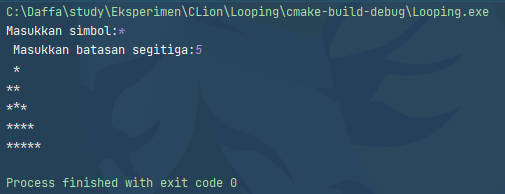 C:\Daffa\study\Eksperimen\CLion\Looping\cmake-build-debug\Looping.exe
Masukkan simbol:*
 Masukkan batasan segitiga:5
 *
**
***
****
*****
Process finished with exit code 0